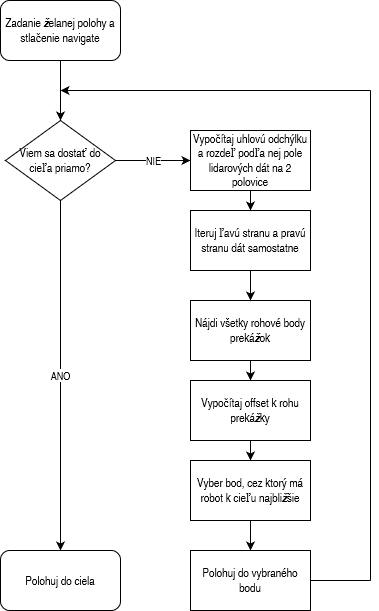 Zadanie želanej polohy a
stlačenie navigate
Viem sa dostať do
cieľa priamo?
NIE
Vypočítaj uhlovú odchýlku
a rozdeľ podľa nej pole
lidarových dát na 2
polovice
Iteruj ľavú stranu a pravú
stranu dát samostatne
Nájdi všetky rohové body
prekážok
ANO
Vypočítaj offset k rohu
prekážky
Vyber bod, cez ktorý má
robot k cieľu najbližšie
Polohuj do ciela
Polohuj do vybraného
bodu